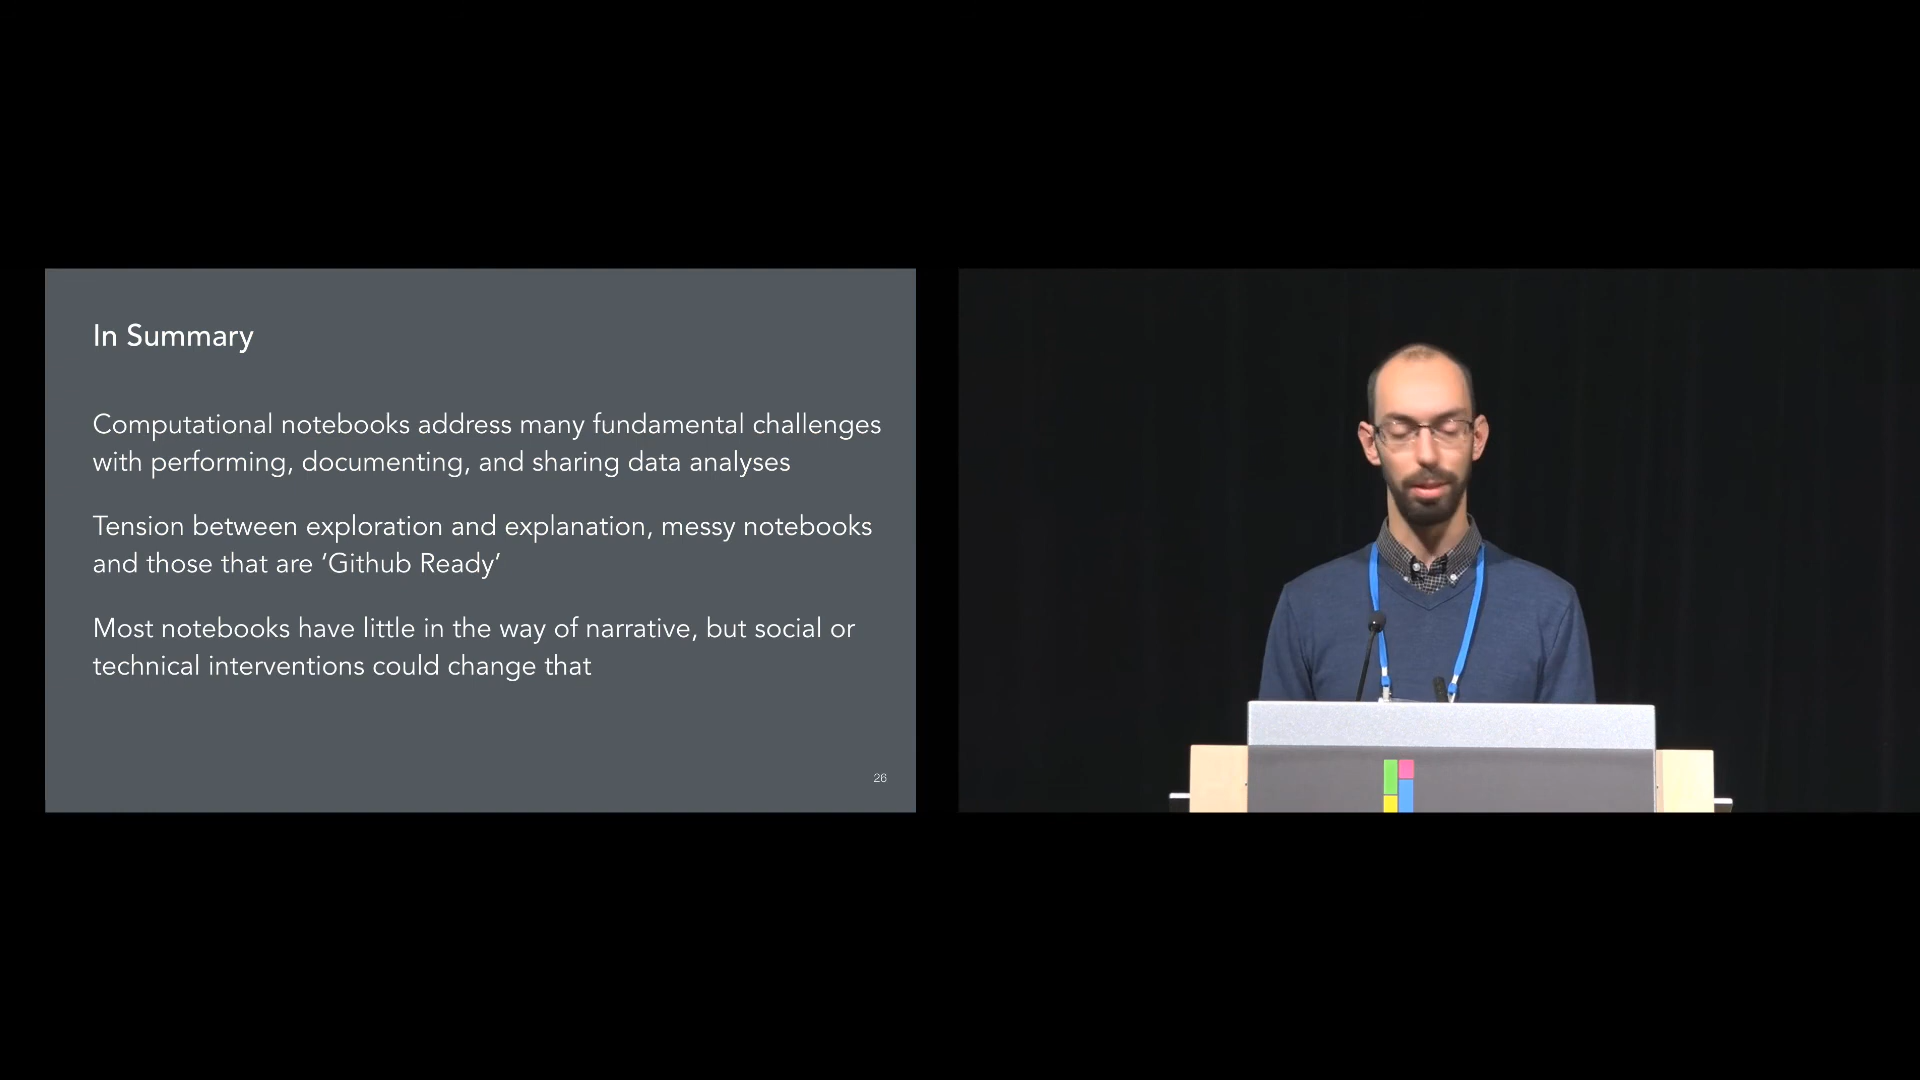 In Summary
Computational notebooks address many fundamental challenges
with performing, documenting, and sharing data analyses
Tension between exploration and explanation, messy notebooks
and those that are ‘Github Ready’
Most notebooks have little in the way of narrative, but social or
technical interventions could change that
26